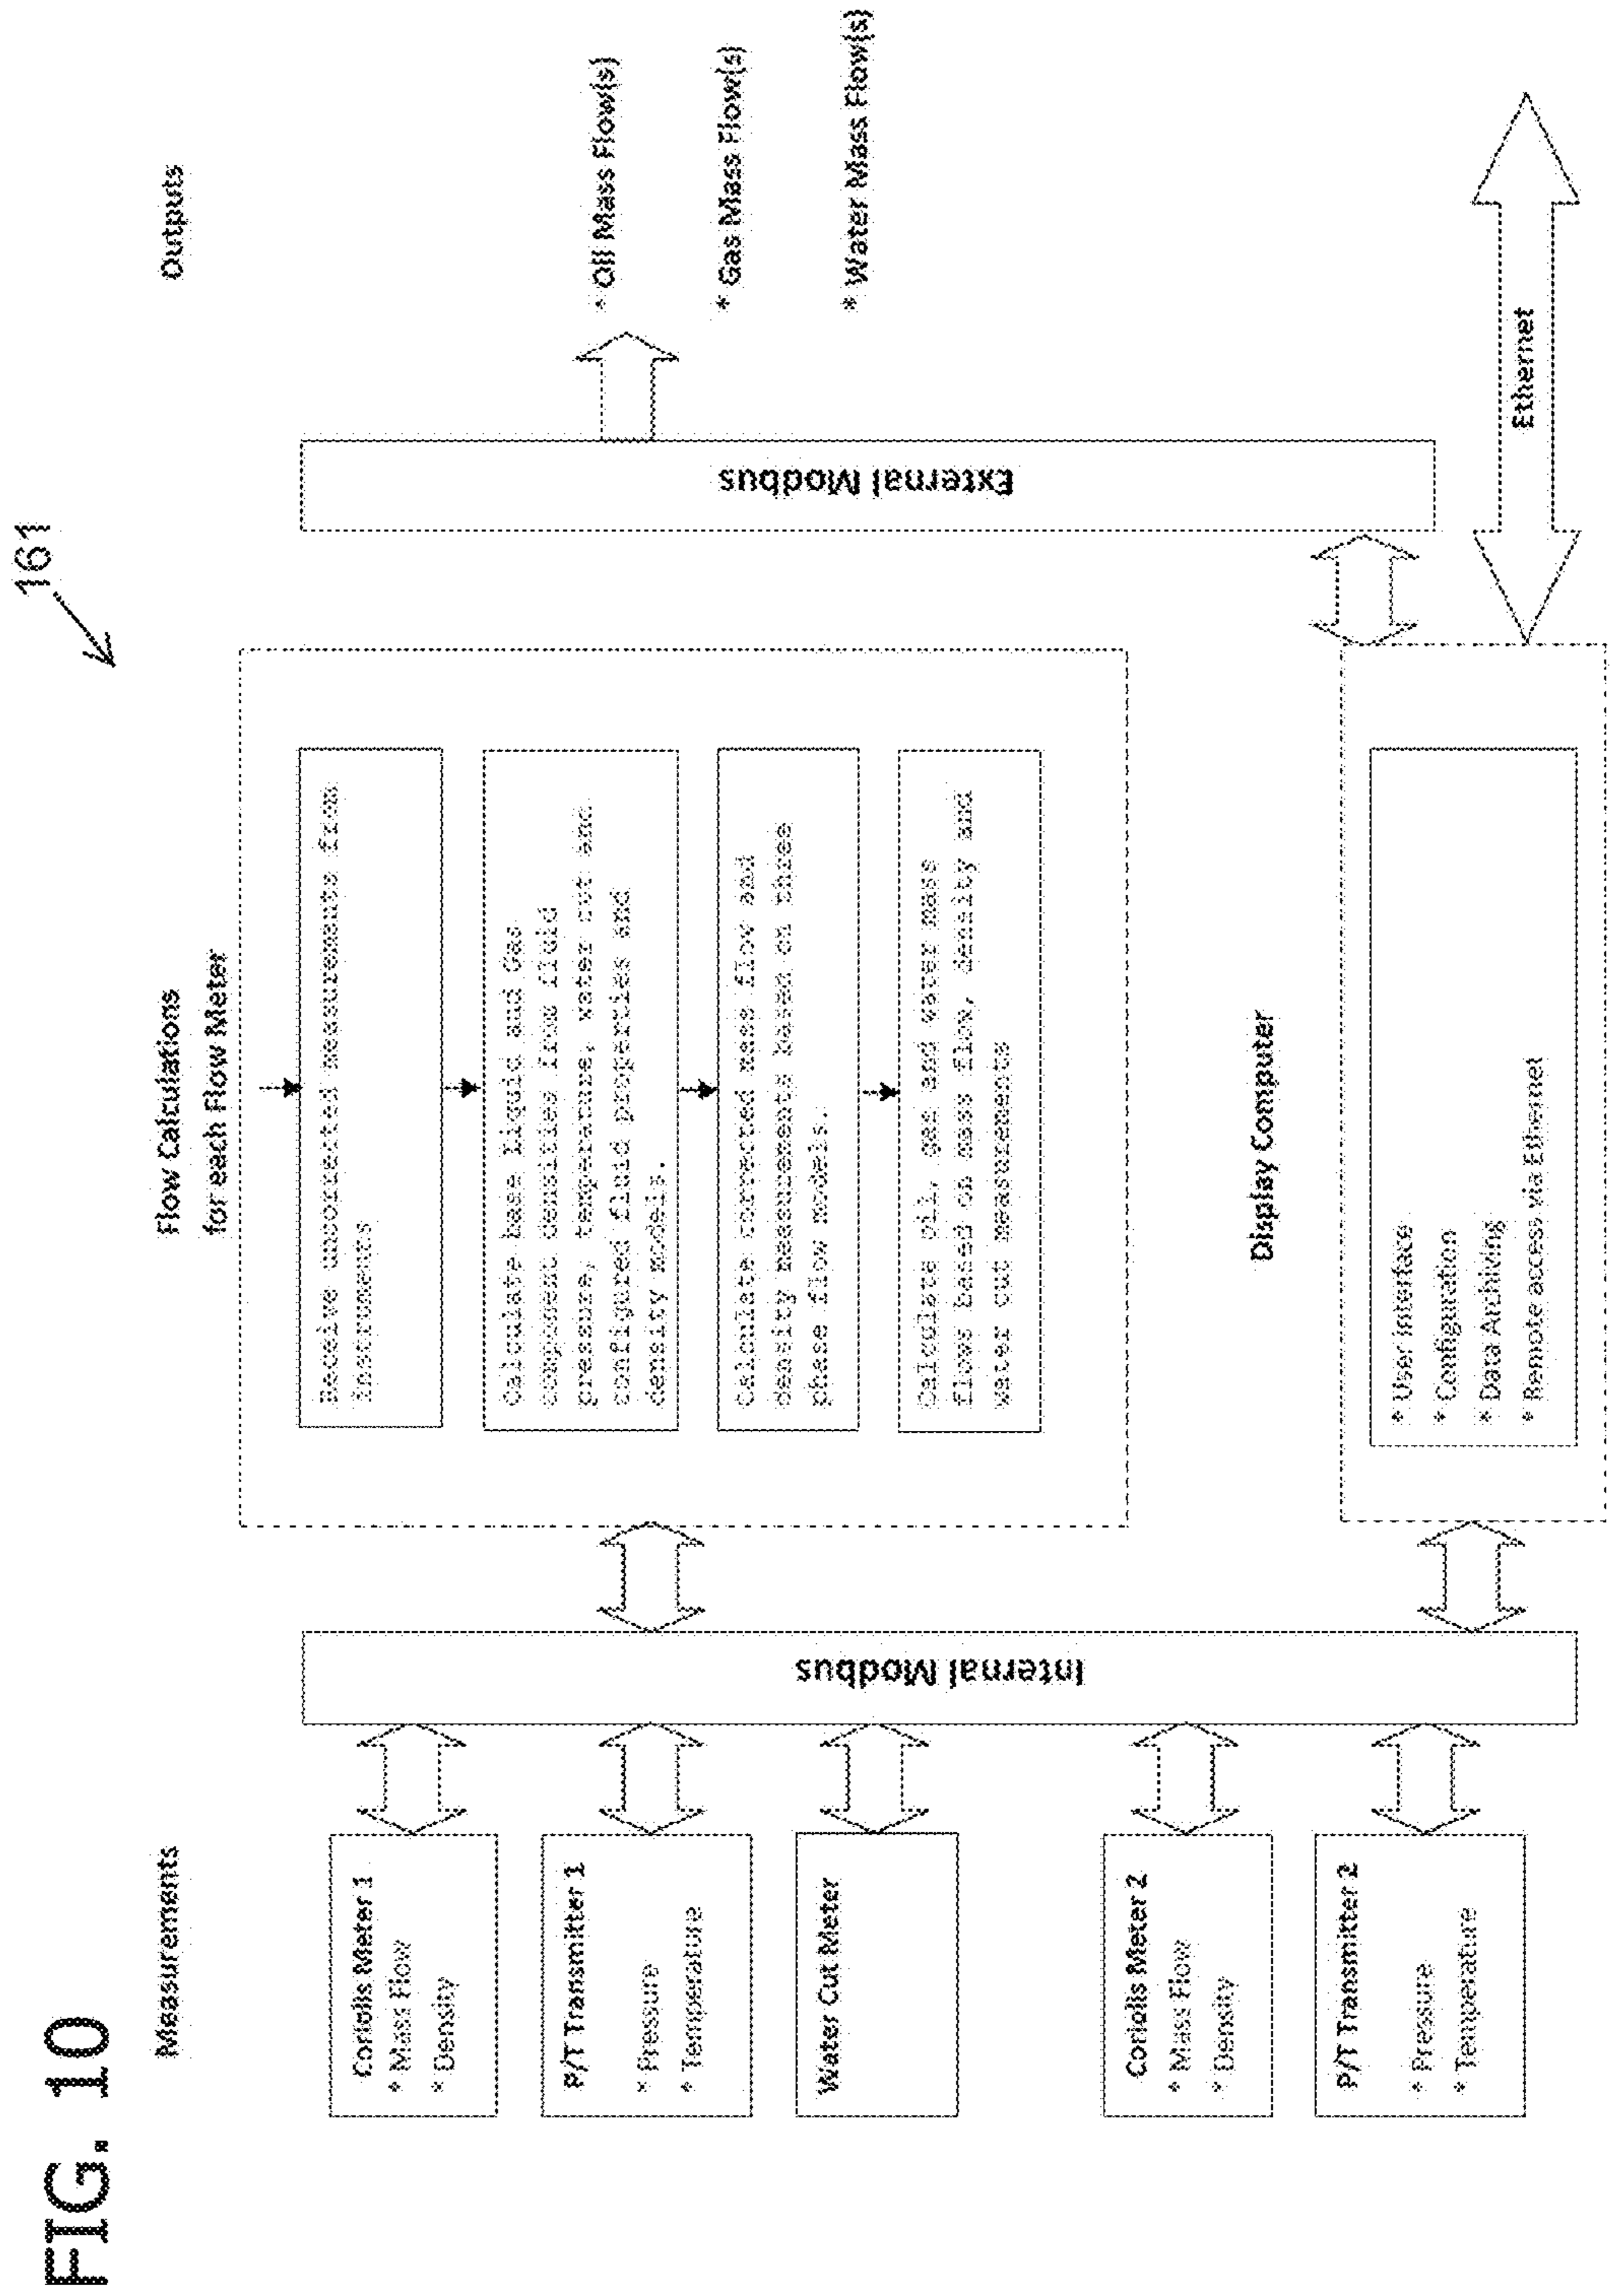 FIG. 10
161
Measurements
Flow Calculations
for each Flow Meter
Outputs
Coriolis Meter 1
* Mass Flow
* Density
P/T Transmitter 1
* Pressure
* Temperature
Water Cut Meter
Coriolis Meter 2
* Mass Flow
* Density
P/T Transmitter 2
* Pressure
* Temperature
Internal Modbus
Receive uncorrected measurements from
Instruments
Calculate base Liquid and Gas
component densities from fluid
pressure, temperature, water cut and
configured fluid properties and
density models.
Calculate corrected mass flow and
density measurements based on three
phase flow models.
Calculate oil, gas and water mass
flows based on mass flow, density and
water cut measurements
Display Computer
* User Interface
* Configuration
* Data Archiving
* Remote access via Ethernet
External Modbus
* Oil Mass Flow(s)
* Gas Mass Flow(s)
* Water Mass Flow(s)
Ethernet